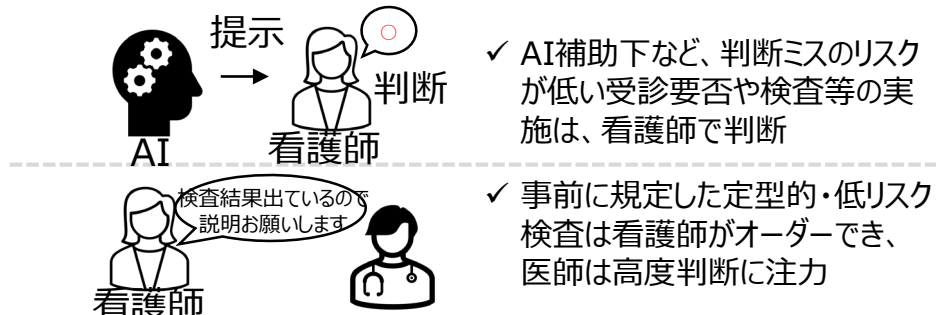 提示
○
判断
AI
看護師
✓ AI補助下など、判断ミスのリスク
が低い受診要否や検査等の実
施は、看護師で判断
検査結果出ているので
説明お願いします
看護師
✓ 事前に規定した定型的・低リスク
検査は看護師がオーダーでき、
医師は高度判断に注力